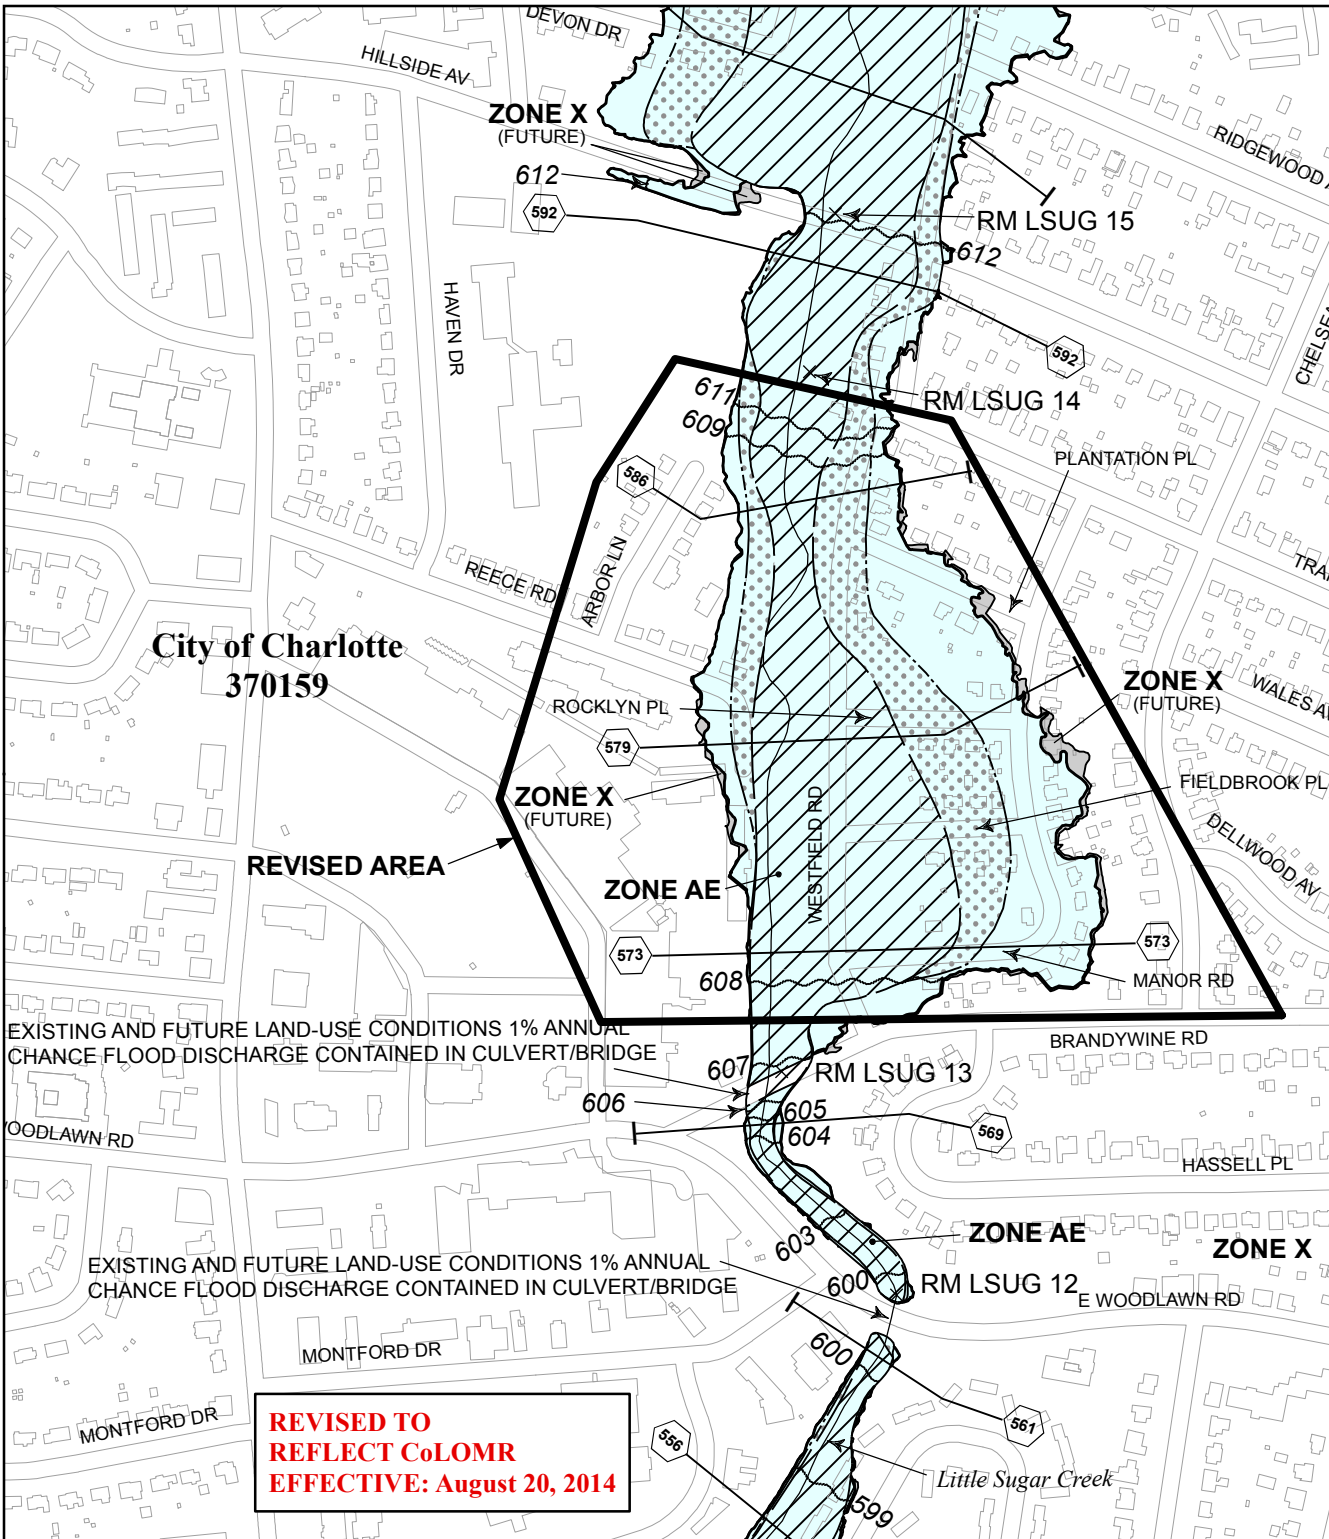 DEVON DR
HILLSIDE AV
ZONE X
(FUTURE)
RIDGEWOOD
612
592
RM LSUG 15
612
HAVEN DR
592
CHELSEA
611
RM LSUG 14
609
PLANTATION PL
586
ARBOR LN
REECE RD
City of Charlotte
370159
ZONE X
(FUTURE)
WALES AV
ROCKLYN PL
579
FIELDBROOK PL
ZONE X
(FUTURE)
DELLWOOD AV
REVISED AREA
ZONE AE
WESTFIELD RD
573
573
608
MANOR RD
EXISTING AND FUTURE LAND-USE CONDITIONS 1% ANNUAL
CHANCE FLOOD DISCHARGE CONTAINED IN CULVERT/BRIDGE
BRANDYWINE RD
607
RM LSUG 13
606
605
604
569
OODLAWN RD
HASSELL PL
ZONE AE
603
ZONE X
EXISTING AND FUTURE LAND-USE CONDITIONS 1% ANNUAL
CHANCE FLOOD DISCHARGE CONTAINED IN CULVERT/BRIDGE
600
RM LSUG 12
E WOODLAWN RD
MONTFORD DR
600
MONTFORD DR
REVISED TO
REFLECT CoLOMR
EFFECTIVE: August 20, 2014
561
556
Little Sugar Creek
599